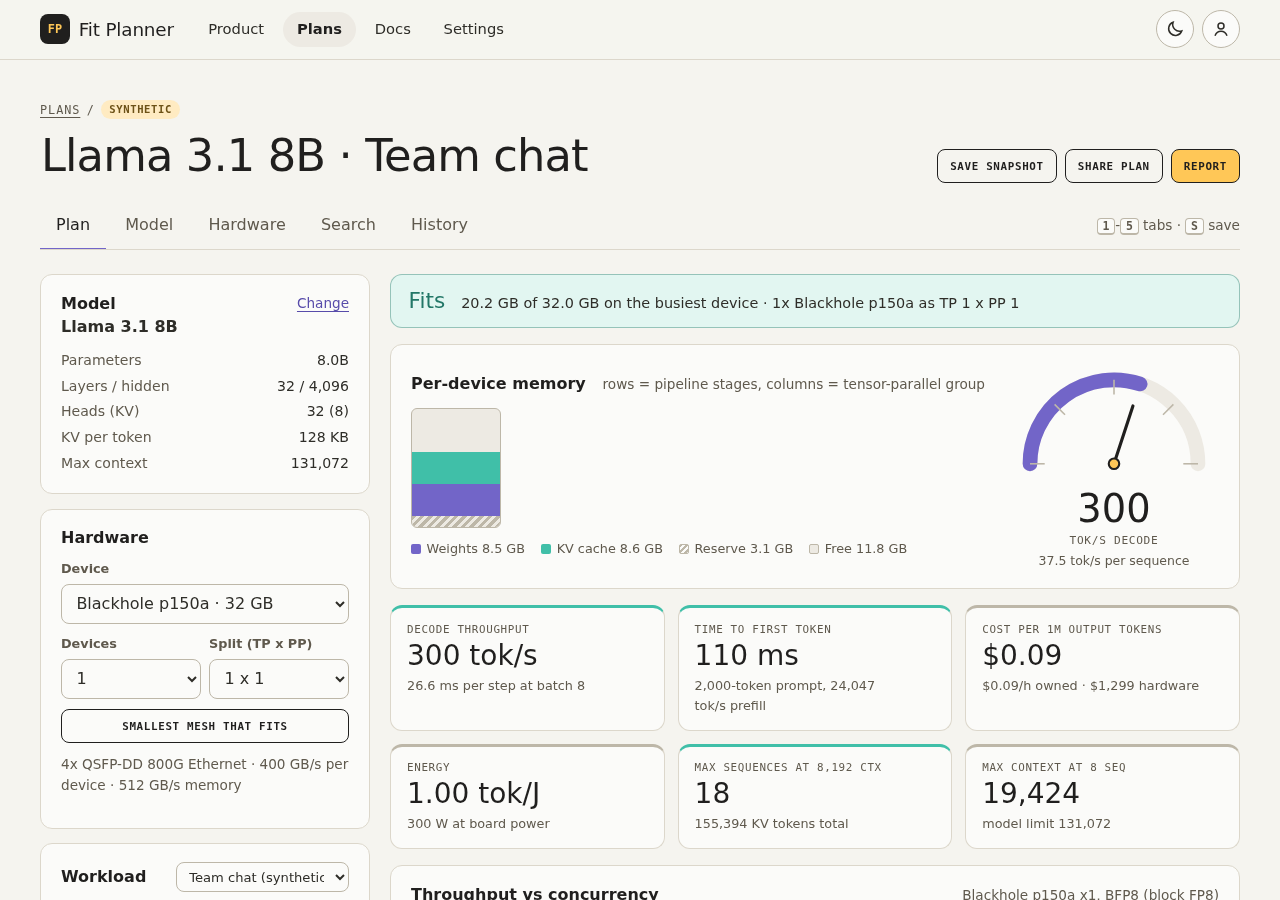 FP Fit Planner Product Plans Docs Settings
PLANS / SYNTHETIC
Llama 3.1 8B · Team chat
SAVE SNAPSHOT SHARE PLAN REPORT
Plan Model Hardware Search History
1-5 tabs · S save
Model Change
Llama 3.1 8B
Parameters 8.0B
Layers / hidden 32 / 4,096
Heads (KV) 32 (8)
KV per token 128 KB
Max context 131,072
Hardware
Device
Blackhole p150a · 32 GB
Devices Split (TP x PP)
1 1 x 1
SMALLEST MESH THAT FITS
4x QSFP-DD 800G Ethernet · 400 GB/s per
device · 512 GB/s memory
Workload Team chat (synthetic
Fits 20.2 GB of 32.0 GB on the busiest device · 1x Blackhole p150a as TP 1 x PP 1
Per-device memory rows = pipeline stages, columns = tensor-parallel group
Weights 8.5 GB KV cache 8.6 GB Reserve 3.1 GB Free 11.8 GB
300
TOK/S DECODE
37.5 tok/s per sequence
DECODE THROUGHPUT
300 tok/s
26.6 ms per step at batch 8
TIME TO FIRST TOKEN
110 ms
2,000-token prompt, 24,047
tok/s prefill
COST PER 1M OUTPUT TOKENS
$0.09
$0.09/h owned · $1,299 hardware
ENERGY
1.00 tok/J
300 W at board power
MAX SEQUENCES AT 8,192 CTX
18
155,394 KV tokens total
MAX CONTEXT AT 8 SEQ
19,424
model limit 131,072
Throughput vs concurrency Blackhole p150a x1, BFP8 (block FP8)